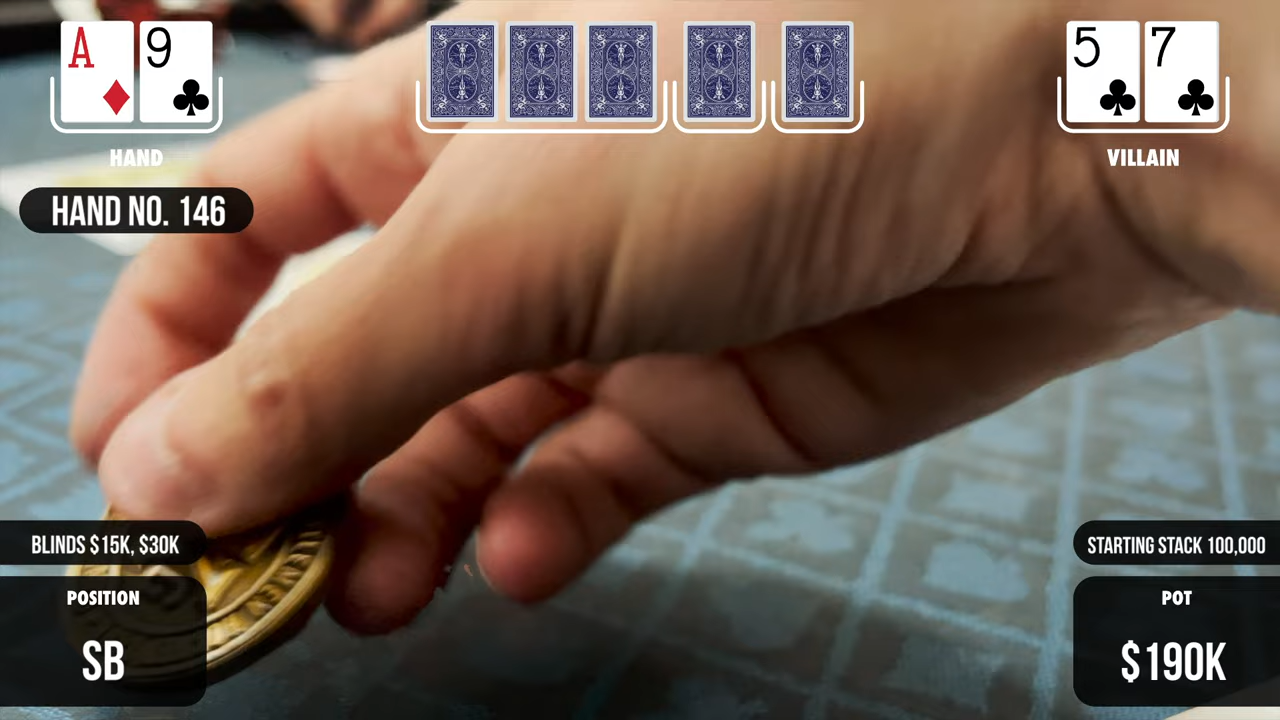 A 9
5 7
HAND
VILLAIN
HAND NO. 146
BLINDS $15K, $30K
STARTING STACK 100,000
POSITION
POT
SB
$190K